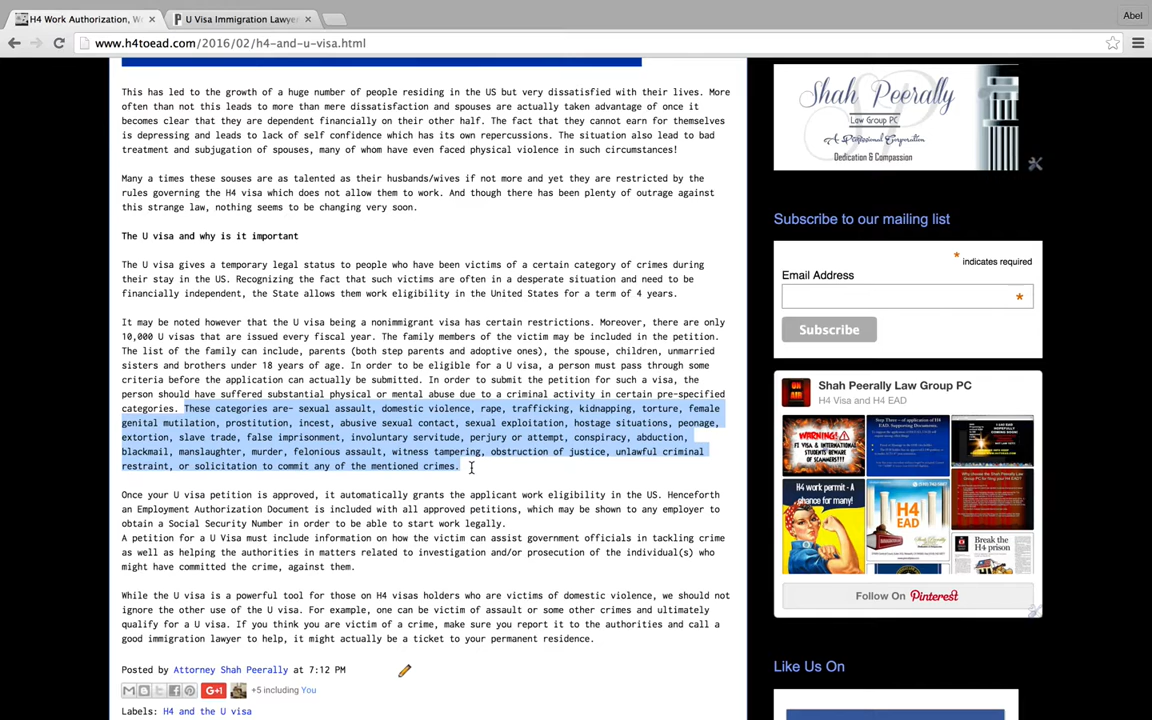 H4 Work Authorization, W
U Visa Immigration Lawye
Abel
www.h4toead.com/2016/02/h4-and-u-visa.html
This has led to the growth of a huge number of people residing in the US but very dissatisfied with their lives. More
often than not this leads to more than mere dissatisfaction and spouses are actually taken advantage of once it
becomes clear that they are dependent financially on their other half. The fact that they cannot earn for themselves
is depressing and leads to lack of self confidence which has its own repercussions. The situation also lead to bad
treatment and subjugation of spouses, many of whom have even faced physical violence in such circumstances!
Many a times these souses are as talented as their husbands/wives if not more and yet they are restricted by the
rules governing the H4 visa which does not allow them to work. And though there has been plenty of outrage against
this strange law, nothing seems to be changing very soon.
The U visa and why is it important
The U visa gives a temporary legal status to people who have been victims of a certain category of crimes during
their stay in the US. Recognizing the fact that such victims are often in a desperate situation and need to be
financially independent, the State allows them work eligibility in the United States for a term of 4 years.
It may be noted however that the U visa being a nonimmigrant visa has certain restrictions. Moreover, there are only
10,000 U visas that are issued every fiscal year. The family members of the victim may be included in the petition.
The list of the family can include, parents (both step parents and adoptive ones), the spouse, children, unmarried
sisters and brothers under 18 years of age. In order to be eligible for a U visa, a person must pass through some
criteria before the application can actually be submitted. In order to submit the petition for such a visa, the
person should have suffered substantial physical or mental abuse due to a criminal activity in certain pre-specified
categories. These categories are- sexual assault, domestic violence, rape, trafficking, kidnapping, torture, female
genital mutilation, prostitution, incest, abusive sexual contact, sexual exploitation, hostage situations, peonage,
extortion, slave trade, false imprisonment, involuntary servitude, perjury or attempt, conspiracy, abduction,
blackmail, manslaughter, murder, felonious assault, witness tampering, obstruction of justice, unlawful criminal
restraint, or solicitation to commit any of the mentioned crimes.
Once your U visa petition is approved, it automatically grants the applicant work eligibility in the US. Henceforth
an Employment Authorization Document is included with all approved petitions, which may be shown to any employer to
obtain a Social Security Number in order to be able to start work legally.
A petition for a U Visa must include information on how the victim can assist government officials in tackling crime
as well as helping the authorities in matters related to investigation and/or prosecution of the individual(s) who
might have committed the crime, against them.
While the U visa is a powerful tool for those on H4 visas holders who are victims of domestic violence, we should not
ignore the other use of the U visa. For example, one can be victim of assault or some other crimes and ultimately
qualify for a U visa. If you think you are victim of a crime, make sure you report it to the authorities and call a
good immigration lawyer to help, it might actually be a ticket to your permanent residence.
Posted by Attorney Shah Peerally at 7:12 PM
G+1 +5 including You
Labels: H4 and the U visa
Shah Peerally
Law Group PC
A Professional Corporation
Dedication & Compassion
Subscribe to our mailing list
* indicates required
Email Address
*
Subscribe
ON AIR
Shah Peerally Law Group PC
H4 Visa and H4 EAD
WARNING!
H4 work permit - A
chance for many!
H4
EAD
Break the
H4 prison
Follow On Pinterest
Like Us On